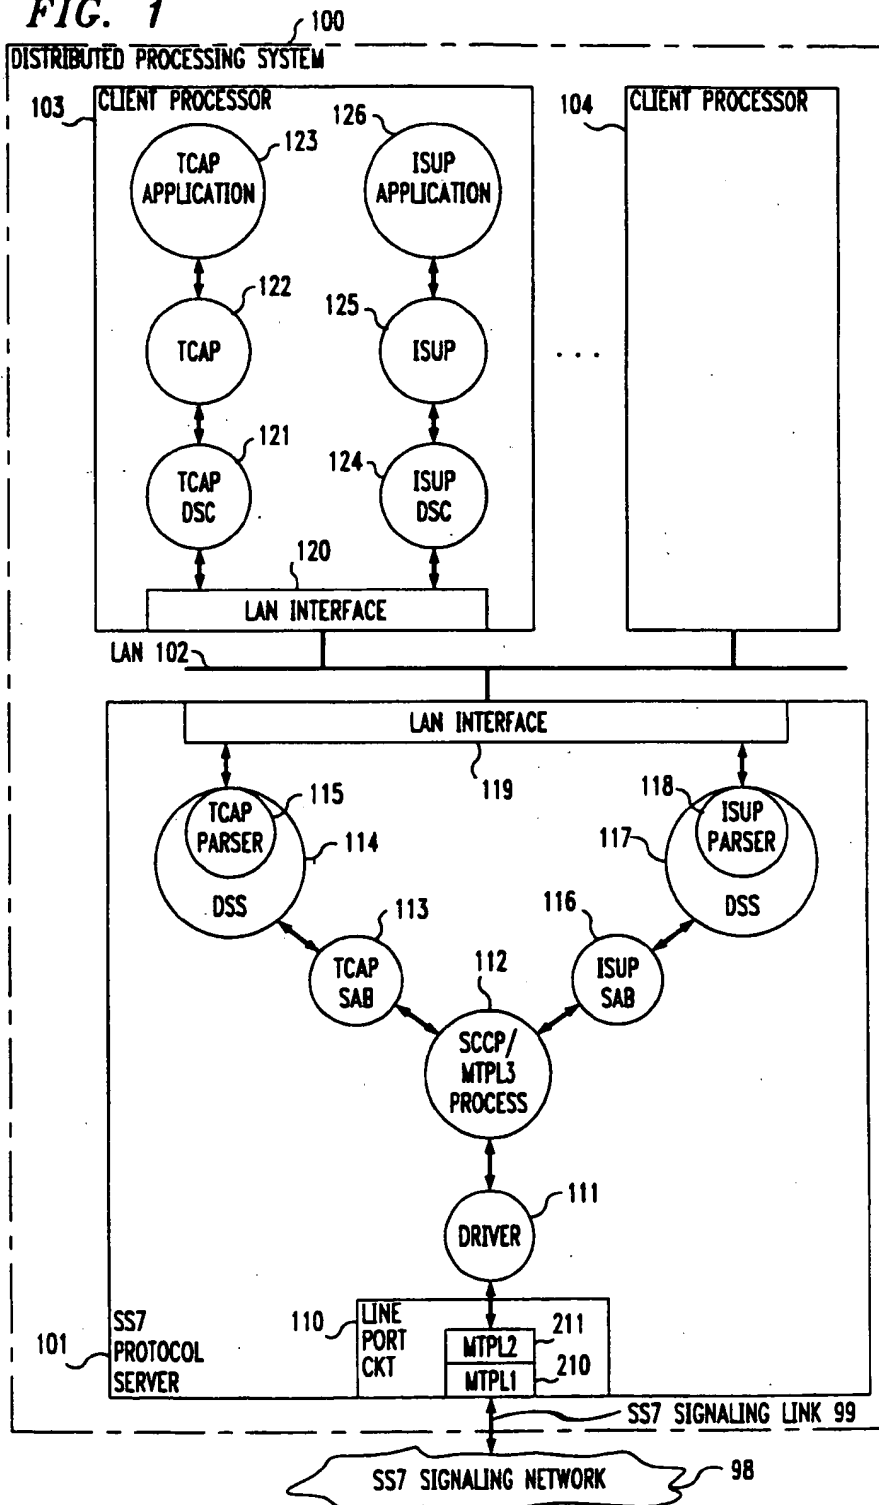 FIG. 1
100
DISTRIBUTED PROCESSING SYSTEM
103
CLIENT PROCESSOR
104
CLIENT PROCESSOR
TCAP
APPLICATION
123
126
ISUP
APPLICATION
122
TCAP
125
ISUP
...
121
TCAP
DSC
124
ISUP
DSC
120
LAN INTERFACE
LAN 102
LAN INTERFACE
119
TCAP
PARSER
115
114
DSS
118
ISUP
PARSER
117
DSS
113
TCAP
SAB
116
ISUP
SAB
112
SCCP/
MTPL3
PROCESS
111
DRIVER
101
SS7
PROTOCOL
SERVER
110
LINE
PORT
CKT
MTPL2
211
MTPL1
210
SS7 SIGNALING LINK 99
SS7 SIGNALING NETWORK
98